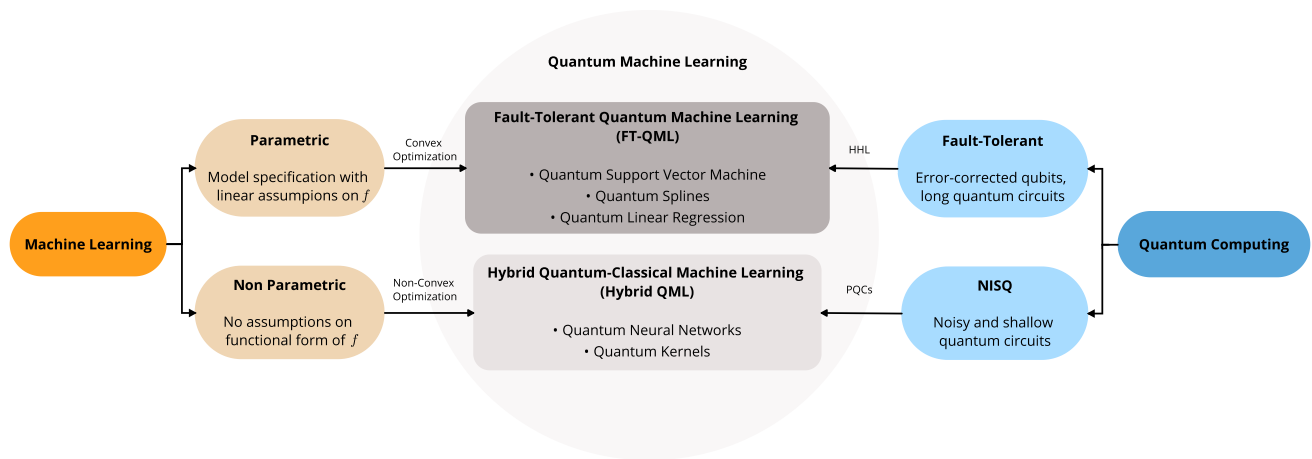 Quantum Machine Learning
Machine Learning
Parametric
Model specification with
linear assumpions on f
Non Parametric
No assumptions on
functional form of f
Convex
Optimization
Non-Convex
Optimization
Fault-Tolerant Quantum Machine Learning
(FT-QML)
• Quantum Support Vector Machine
• Quantum Splines
• Quantum Linear Regression
Hybrid Quantum-Classical Machine Learning
(Hybrid QML)
• Quantum Neural Networks
• Quantum Kernels
HHL
PQCs
Fault-Tolerant
Error-corrected qubits,
long quantum circuits
NISQ
Noisy and shallow
quantum circuits
Quantum Computing